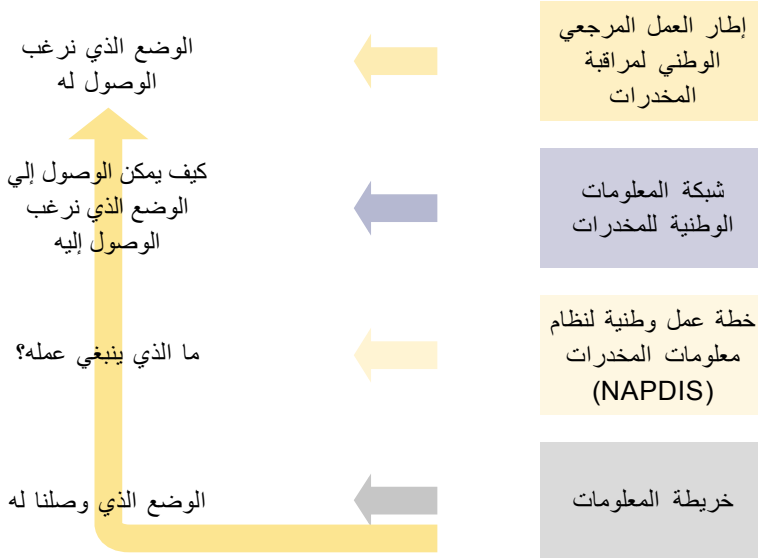 إطار العمل المرجعي
الوطني لمراقبة
المخدرات
الوضع الذي نرغب
الوصول له
شبكة المعلومات
الوطنية للمخدرات
كيف يمكن الوصول إلي
الوضع الذي نرغب
الوصول إليه
خطة عمل وطنية لنظام
معلومات المخدرات
(NAPDIS)
ما الذي ينبغي عمله؟
خريطة المعلومات
الوضع الذي وصلنا له